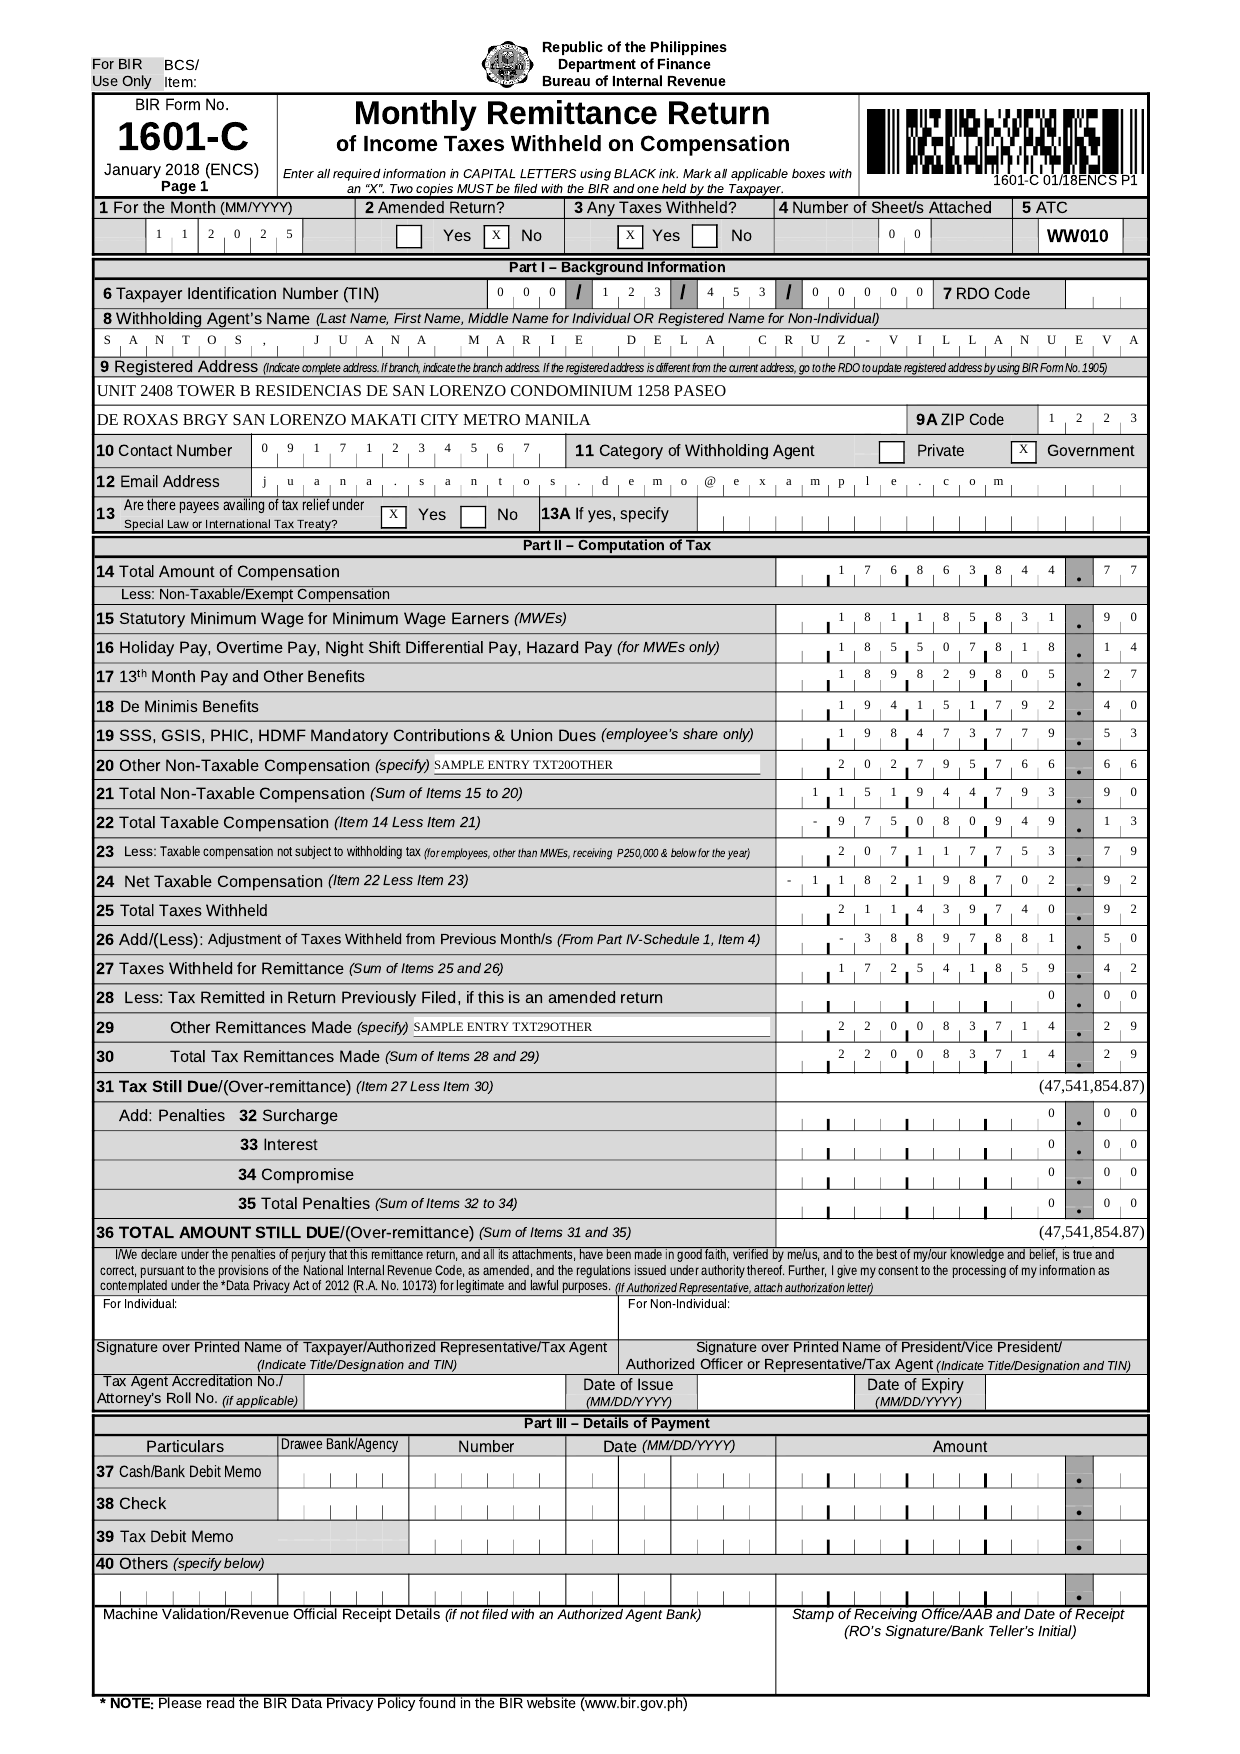 Republic of the Philippines
Department of Finance
Bureau of Internal Revenue
For BIR Use Only
BCS/ Item:
BIR Form No.
1601-C
January 2018 (ENCS)
Page 1
Monthly Remittance Return
of Income Taxes Withheld on Compensation
Enter all required information in CAPITAL LETTERS using BLACK ink. Mark all applicable boxes with
an "X". Two copies MUST be filed with the BIR and one held by the Taxpayer.
1601-C 01/18ENCS P1
1 For the Month (MM/YYYY) 2 Amended Return? 3 Any Taxes Withheld? 4 Number of Sheet/s Attached 5 ATC
1 1 2 0 2 5 Yes X No X Yes No 0 0 WW010
Part I – Background Information
6 Taxpayer Identification Number (TIN) 0 0 0 / 1 2 3 / 4 5 3 / 0 0 0 0 0 7 RDO Code
8 Withholding Agent's Name (Last Name, First Name, Middle Name for Individual OR Registered Name for Non-Individual)
S A N T O S , J U A N A M A R I E D E L A C R U Z - V I L L A N U E V A
9 Registered Address (Indicate complete address. If branch, indicate the branch address. If the registered address is different from the current address, go to the RDO to update registered address by using BIR Form No. 1905)
UNIT 2408 TOWER B RESIDENCIAS DE SAN LORENZO CONDOMINIUM 1258 PASEO
DE ROXAS BRGY SAN LORENZO MAKATI CITY METRO MANILA 9A ZIP Code 1 2 2 3
10 Contact Number 0 9 1 7 1 2 3 4 5 6 7 11 Category of Withholding Agent Private X Government
12 Email Address j u a n a . s a n t o s . d e m o @ e x a m p l e . c o m
13 Are there payees availing of tax relief under
Special Law or International Tax Treaty? X Yes No 13A If yes, specify
Part II – Computation of Tax
14 Total Amount of Compensation 1 7 6 8 6 3 8 4 4 . 7 7
Less: Non-Taxable/Exempt Compensation
15 Statutory Minimum Wage for Minimum Wage Earners (MWEs) 1 8 1 1 8 5 8 3 1 . 9 0
16 Holiday Pay, Overtime Pay, Night Shift Differential Pay, Hazard Pay (for MWEs only) 1 8 5 5 0 7 8 1 8 . 1 4
17 13th Month Pay and Other Benefits 1 8 9 8 2 9 8 0 5 . 2 7
18 De Minimis Benefits 1 9 4 1 5 1 7 9 2 . 4 0
19 SSS, GSIS, PHIC, HDMF Mandatory Contributions & Union Dues (employee's share only) 1 9 8 4 7 3 7 7 9 . 5 3
20 Other Non-Taxable Compensation (specify) SAMPLE ENTRY TXT20OTHER 2 0 2 7 9 5 7 6 6 . 6 6
21 Total Non-Taxable Compensation (Sum of Items 15 to 20) 1 1 5 1 9 4 4 7 9 3 . 9 0
22 Total Taxable Compensation (Item 14 Less Item 21) - 9 7 5 0 8 0 9 4 9 . 1 3
23 Less: Taxable compensation not subject to withholding tax (for employees, other than MWEs, receiving P250,000 & below for the year) 2 0 7 1 1 7 7 5 3 . 7 9
24 Net Taxable Compensation (Item 22 Less Item 23) - 1 1 8 2 1 9 8 7 0 2 . 9 2
25 Total Taxes Withheld 2 1 1 4 3 9 7 4 0 . 9 2
26 Add/(Less): Adjustment of Taxes Withheld from Previous Month/s (From Part IV-Schedule 1, Item 4) - 3 8 8 9 7 8 8 1 . 5 0
27 Taxes Withheld for Remittance (Sum of Items 25 and 26) 1 7 2 5 4 1 8 5 9 . 4 2
28 Less: Tax Remitted in Return Previously Filed, if this is an amended return 0 0 0
29 Other Remittances Made (specify) SAMPLE ENTRY TXT29OTHER 2 2 0 0 8 3 7 1 4 . 2 9
30 Total Tax Remittances Made (Sum of Items 28 and 29) 2 2 0 0 8 3 7 1 4 . 2 9
31 Tax Still Due/(Over-remittance) (Item 27 Less Item 30) (47,541,854.87)
Add: Penalties 32 Surcharge 0 . 0 0
33 Interest 0 . 0 0
34 Compromise 0 . 0 0
35 Total Penalties (Sum of Items 32 to 34) 0 . 0 0
36 TOTAL AMOUNT STILL DUE/(Over-remittance) (Sum of Items 31 and 35) (47,541,854.87)
I/We declare under the penalties of perjury that this remittance return, and all its attachments, have been made in good faith, verified by me/us, and to the best of my/our knowledge and belief, is true and
correct, pursuant to the provisions of the National Internal Revenue Code, as amended, and the regulations issued under authority thereof. Further, I give my consent to the processing of my information as
contemplated under the *Data Privacy Act of 2012 (R.A. No. 10173) for legitimate and lawful purposes. (If Authorized Representative, attach authorization letter)
For Individual: For Non-Individual:
Signature over Printed Name of Taxpayer/Authorized Representative/Tax Agent
(Indicate Title/Designation and TIN)
Signature over Printed Name of President/Vice President/
Authorized Officer or Representative/Tax Agent (Indicate Title/Designation and TIN)
Tax Agent Accreditation No./
Attorney's Roll No. (if applicable)
Date of Issue
(MM/DD/YYYY)
Date of Expiry
(MM/DD/YYYY)
Part III – Details of Payment
Particulars Drawee Bank/Agency Number Date (MM/DD/YYYY) Amount
37 Cash/Bank Debit Memo .
38 Check .
39 Tax Debit Memo .
40 Others (specify below)
.
Machine Validation/Revenue Official Receipt Details (if not filed with an Authorized Agent Bank)
Stamp of Receiving Office/AAB and Date of Receipt
(RO's Signature/Bank Teller's Initial)
* NOTE: Please read the BIR Data Privacy Policy found in the BIR website (www.bir.gov.ph)